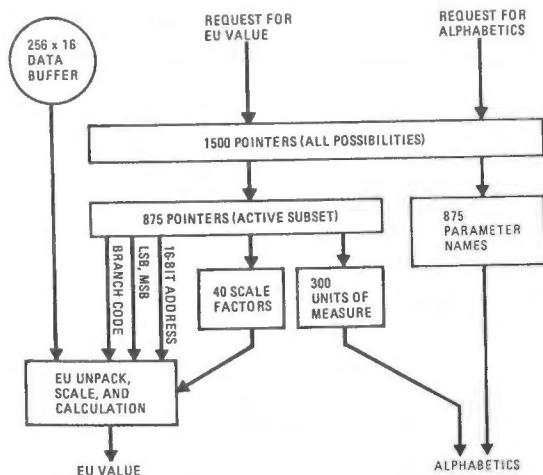 256 x 16
DATA
BUFFER
REQUEST FOR
EU VALUE
REQUEST FOR
ALPHABETICS
1500 POINTERS (ALL POSSIBILITIES)
875 POINTERS (ACTIVE SUBSET)
875
PARAMETER
NAMES
BRANCH CODE
LSB, MSB
16-BIT ADDRESS
40 SCALE
FACTORS
300
UNITS OF
MEASURE
EU UNPACK,
SCALE, AND
CALCULATION
EU VALUE
ALPHABETICS